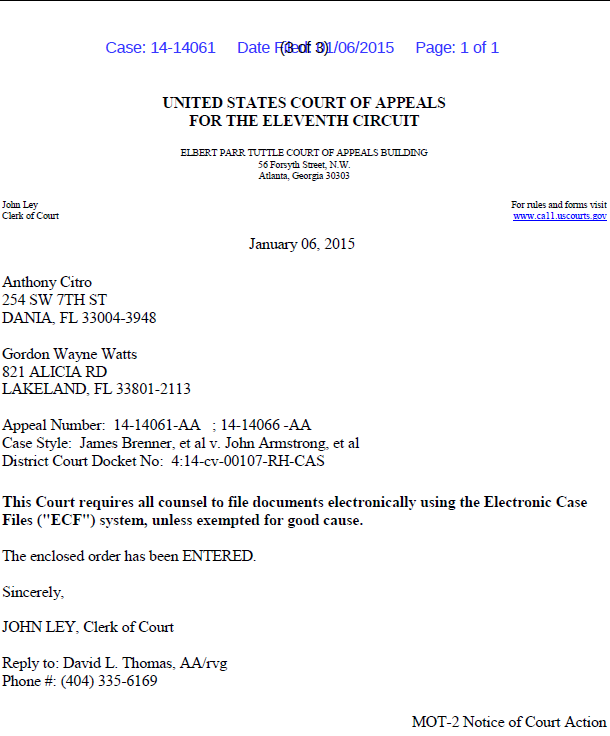 Case: 14-14061 Date Filed: 01/06/2015 Page: 1 of 1
(3 of 3)
UNITED STATES COURT OF APPEALS
FOR THE ELEVENTH CIRCUIT
ELBERT PARR TUTTLE COURT OF APPEALS BUILDING
56 Forsyth Street, N.W.
Atlanta, Georgia 30303
John Ley
Clerk of Court
For rules and forms visit
www.ca11.uscourts.gov
January 06, 2015
Anthony Citro
254 SW 7TH ST
DANIA, FL 33004-3948
Gordon Wayne Watts
821 ALICIA RD
LAKELAND, FL 33801-2113
Appeal Number: 14-14061-AA ; 14-14066 -AA
Case Style: James Brenner, et al v. John Armstrong, et al
District Court Docket No: 4:14-cv-00107-RH-CAS
This Court requires all counsel to file documents electronically using the Electronic Case
Files ("ECF") system, unless exempted for good cause.
The enclosed order has been ENTERED.
Sincerely,
JOHN LEY, Clerk of Court
Reply to: David L. Thomas, AA/rvg
Phone #: (404) 335-6169
MOT-2 Notice of Court Action